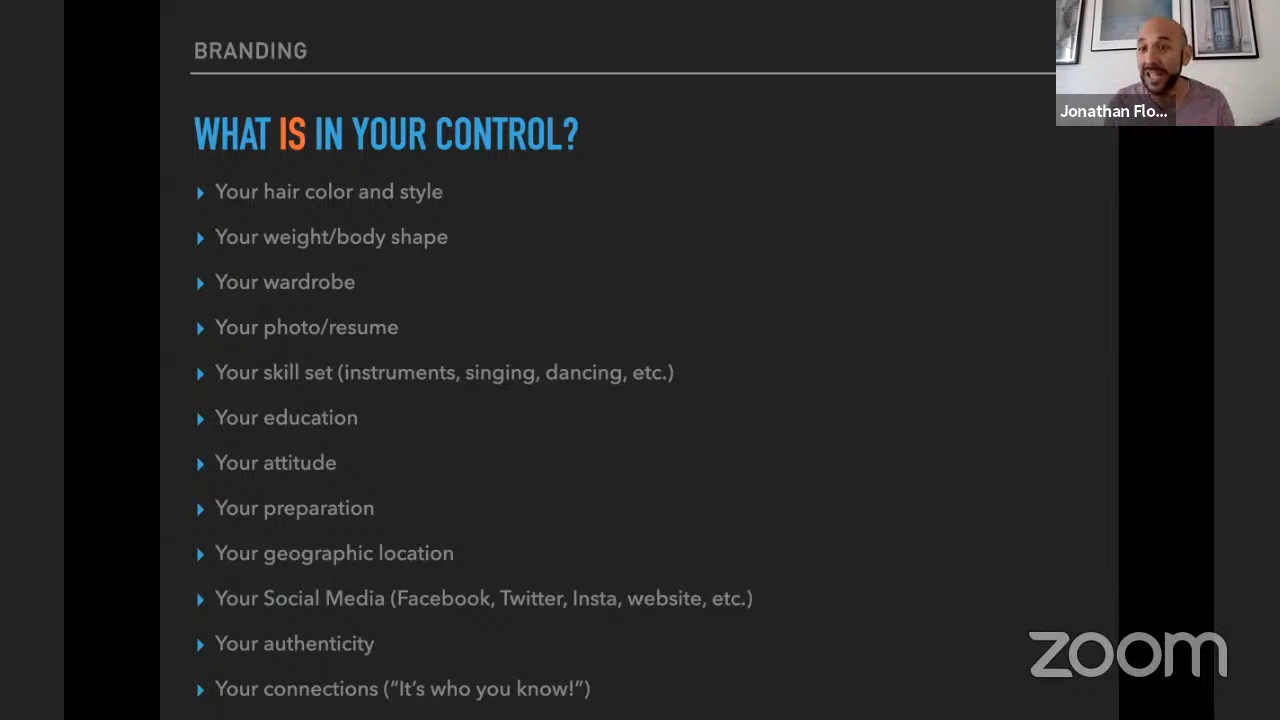 BRANDING
WHAT IS IN YOUR CONTROL?
Your hair color and style
Your weight/body shape
Your wardrobe
Your photo/resume
Your skill set (instruments, singing, dancing, etc.)
Your education
Your attitude
Your preparation
Your geographic location
Your Social Media (Facebook, Twitter, Insta, website, etc.)
Your authenticity
Your connections (“It’s who you know!”)
Jonathan Flo...
zoom